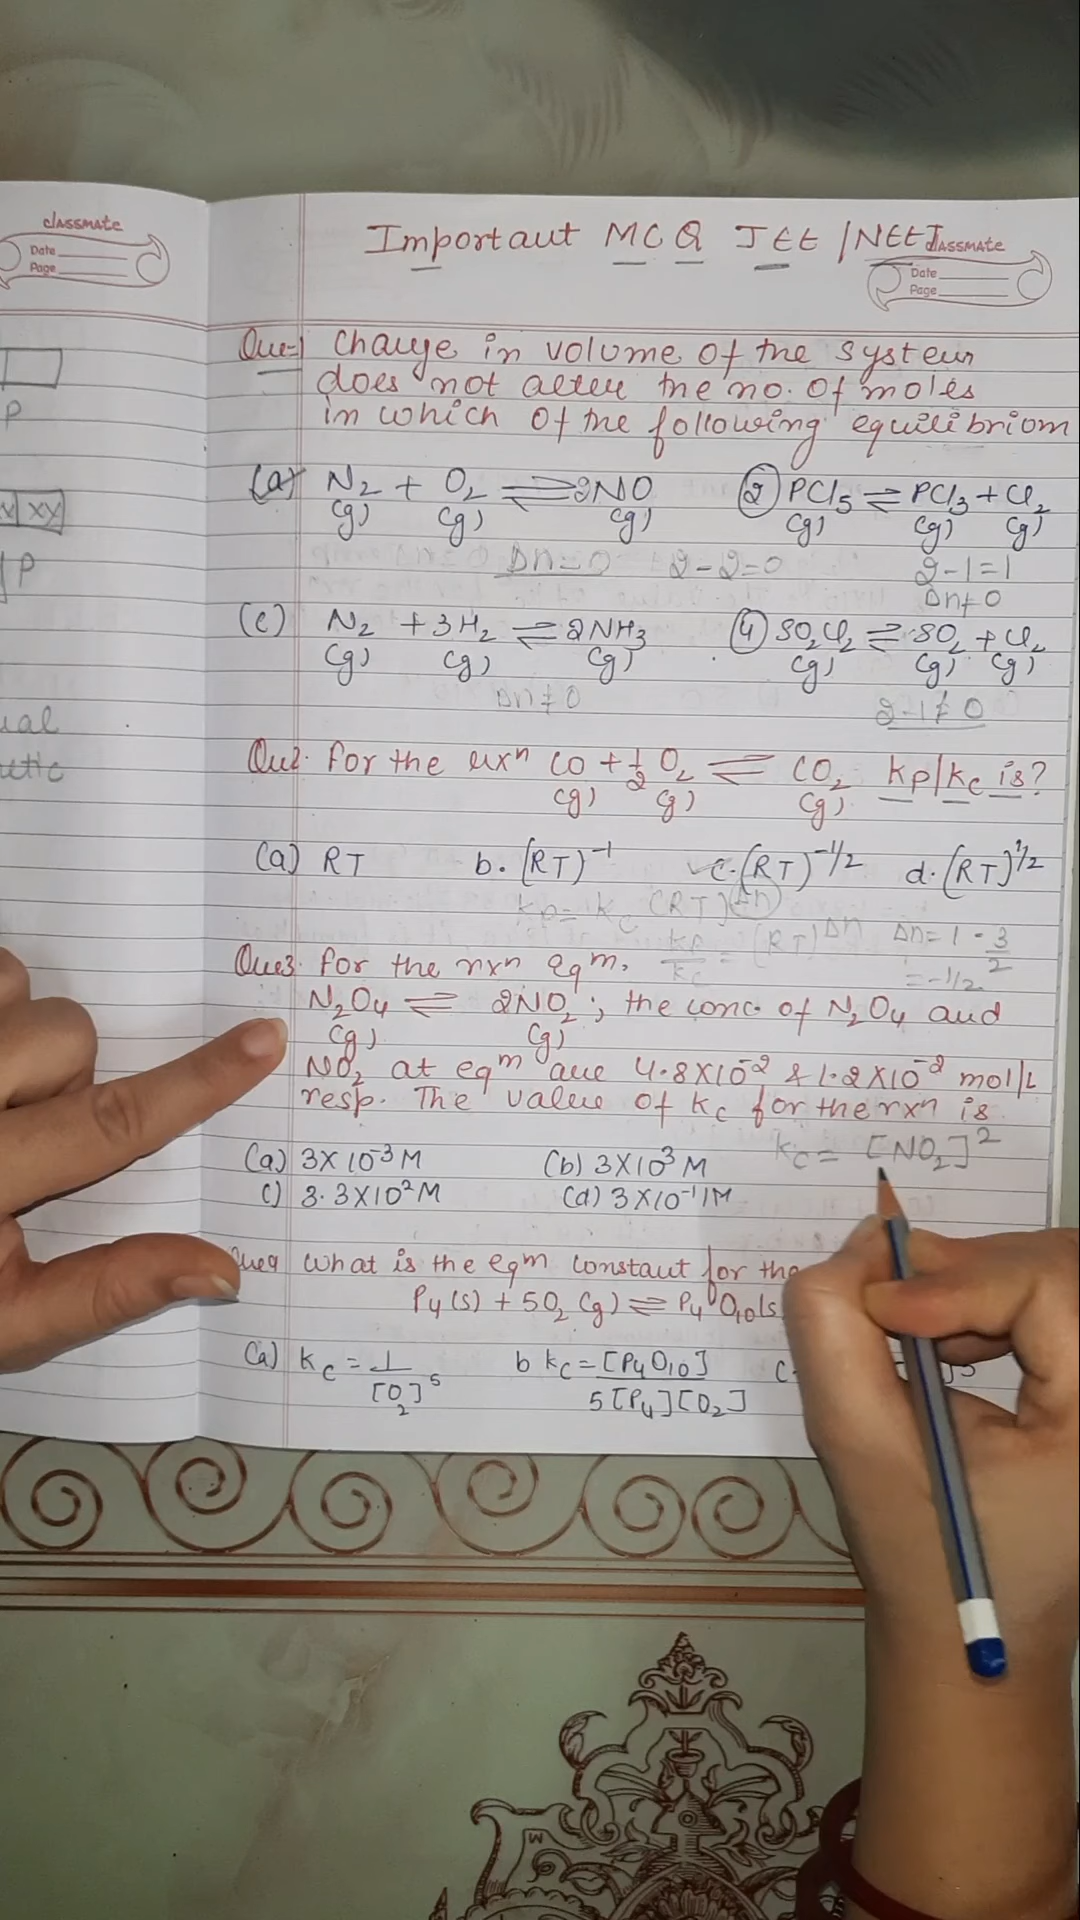 classmate
Date
Page
P
xy
P
Important MCQ JEE /NEET
classmate
Date
Page
Que-1 Change in volume of the system
does not alter the no. of moles
in which of the following equilibriom
(a) N2 + O2 ⇌ 2NO (2) PCl5 ⇌ PCl3 + Cl2
(g) (g) (g) (g) (g) (g)
Δn=0 2-2=0 2-1=1
Δn≠0
(c) N2 + 3H2 ⇌ 2NH3 (4) SO2Cl2 ⇌ SO2 + Cl2
(g) (g) (g) (g) (g) (g)
Δn≠0 2-1≠0
Que2. For the rxn CO + 1/2 O2 ⇌ CO2 kp/kc is?
(g) (g) (g)
(a) RT b. (RT)^-1 ✓c. (RT)^-1/2 d. (RT)^1/2
kp = kc (RT)^Δn
kp/kc = (RT)^Δn Δn = 1 - 3/2
= -1/2
Que3. for the rxn eqm.
N2O4 ⇌ 2NO2 ; the conc. of N2O4 and
(g) (g)
NO2 at eqm are 4.8×10^-2 & 1.2×10^-2 mol/L
resp. The value of kc for the rxn is
kc = [NO2]^2
(a) 3×10^-3 M (b) 3×10^3 M
c) 3.3×10^2 M (d) 3×10^-1 M
Que4 What is the eqm constant for the
P4(s) + 5O2(g) ⇌ P4O10(s
(a) kc = 1/[O2]^5 b kc = [P4O10]/5[P4][O2] c